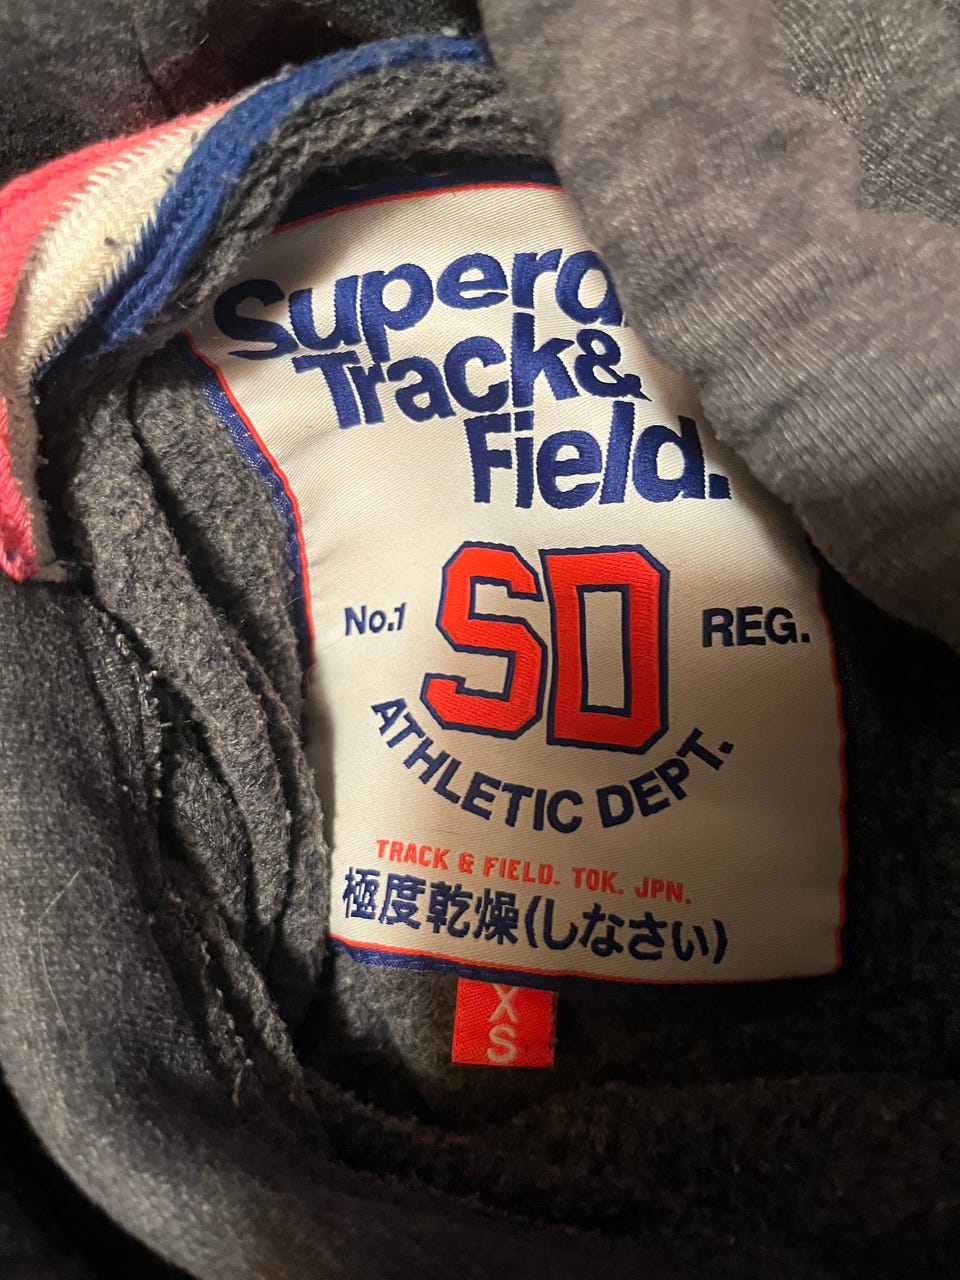 Superd
Track &
Field.
No.1 SD REG.
ATHLETIC DEPT.
TRACK & FIELD. TOK. JPN.
極度乾燥(しなさい)
XS